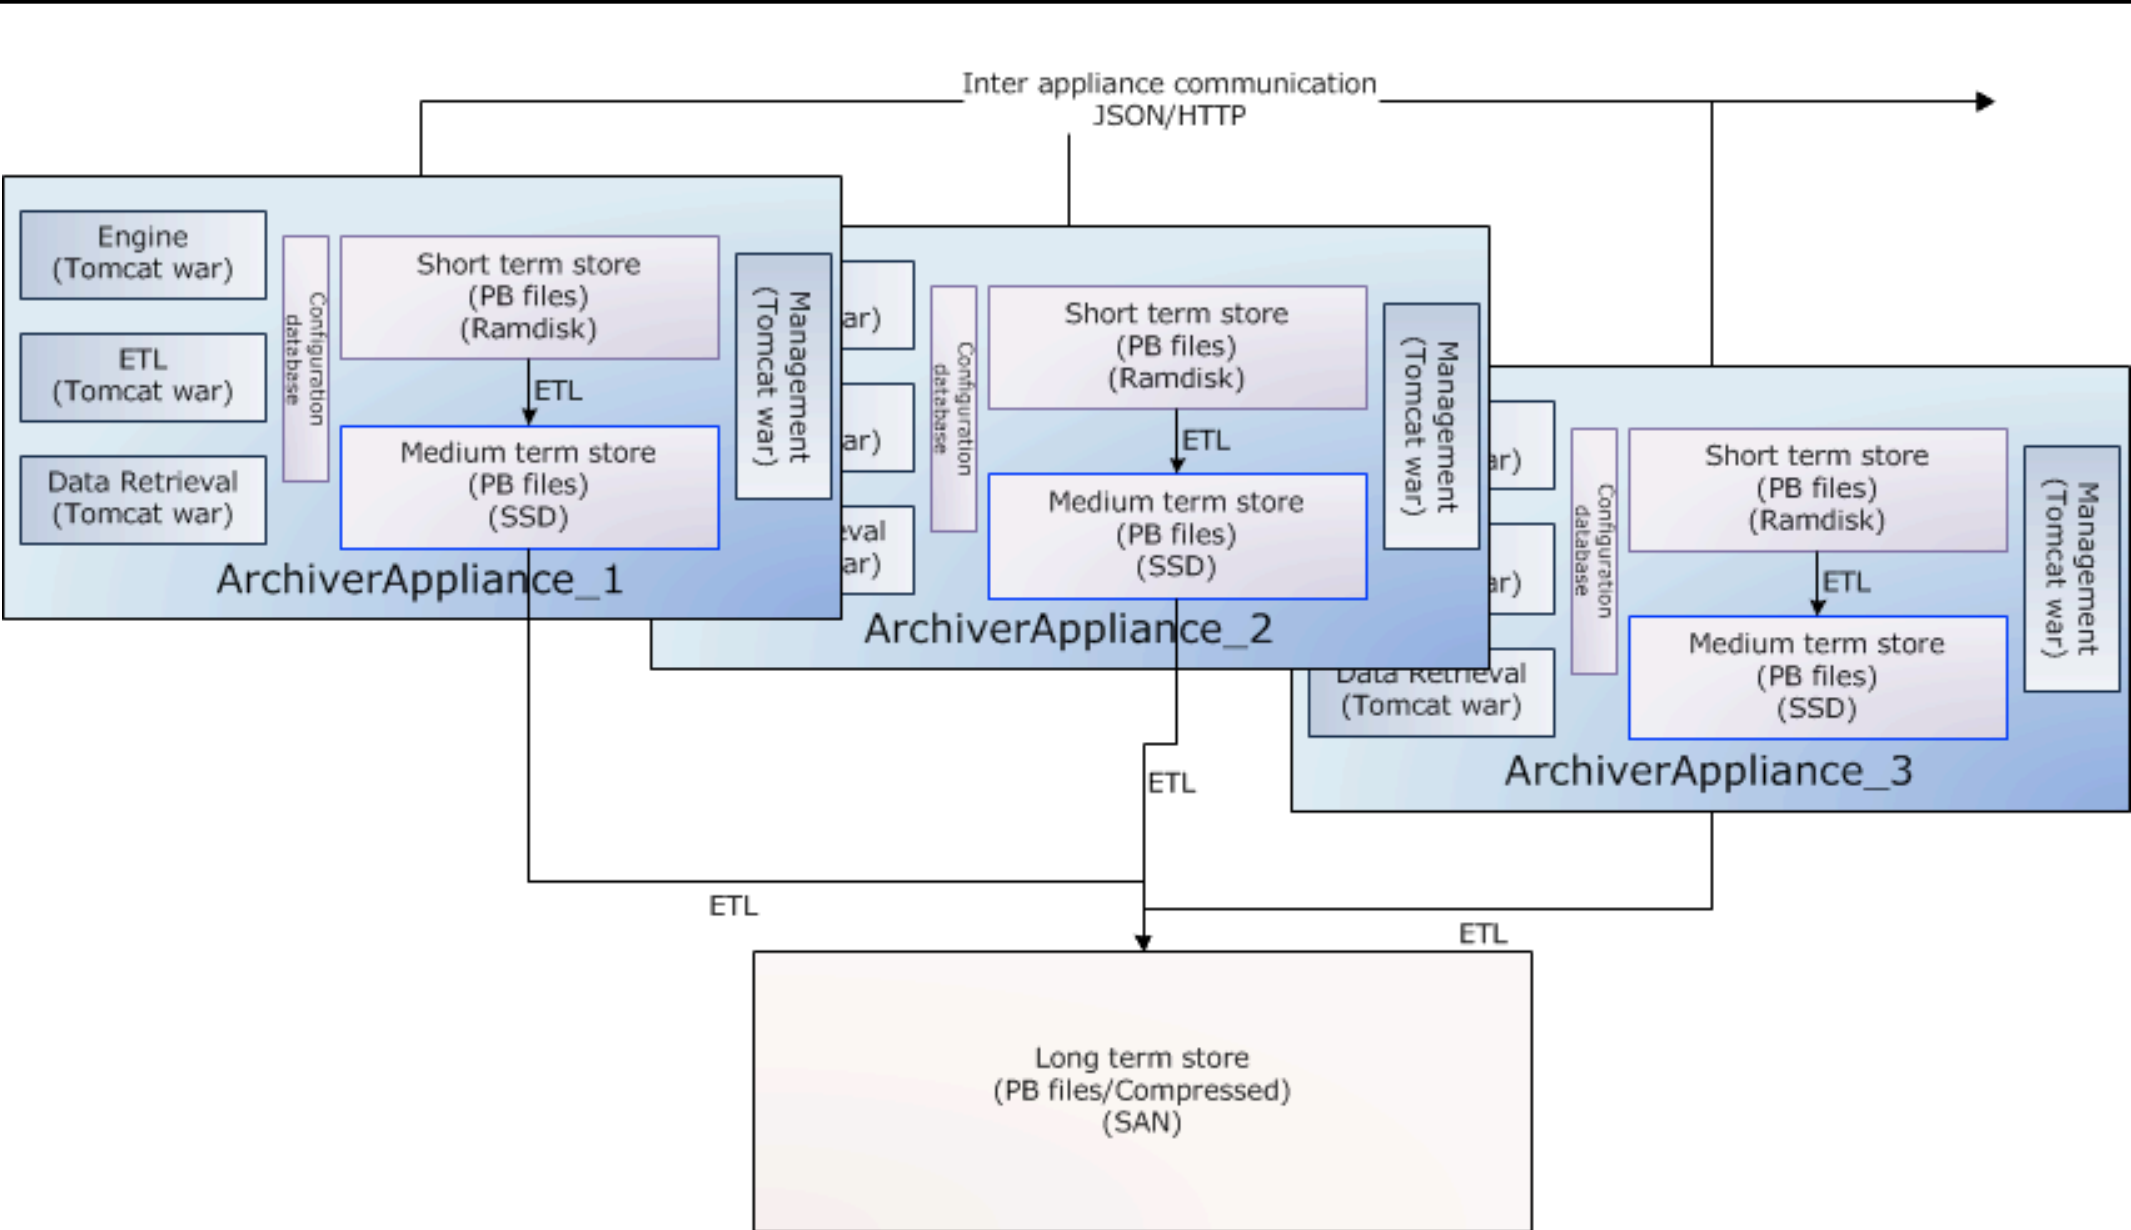 Inter appliance communication
JSON/HTTP
Engine
(Tomcat war)
ETL
(Tomcat war)
Data Retrieval
(Tomcat war)
Configuration
database
Short term store
(PB files)
(Ramdisk)
ETL
Medium term store
(PB files)
(SSD)
Management
(Tomcat war)
ArchiverAppliance_1
ar)
ar)
eval
ar)
Configuration
database
Short term store
(PB files)
(Ramdisk)
ETL
Medium term store
(PB files)
(SSD)
Management
(Tomcat war)
ArchiverAppliance_2
ar)
ar)
Data Retrieval
(Tomcat war)
Configuration
database
Short term store
(PB files)
(Ramdisk)
ETL
Medium term store
(PB files)
(SSD)
Management
(Tomcat war)
ArchiverAppliance_3
ETL
ETL
ETL
Long term store
(PB files/Compressed)
(SAN)